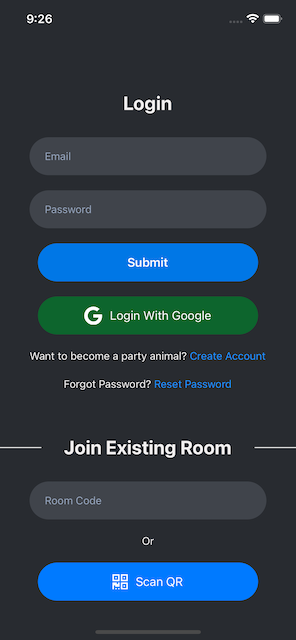 9:26
Login
Email
Password
Submit
Login With Google
Want to become a party animal? Create Account
Forgot Password? Reset Password
Join Existing Room
Room Code
Or
Scan QR